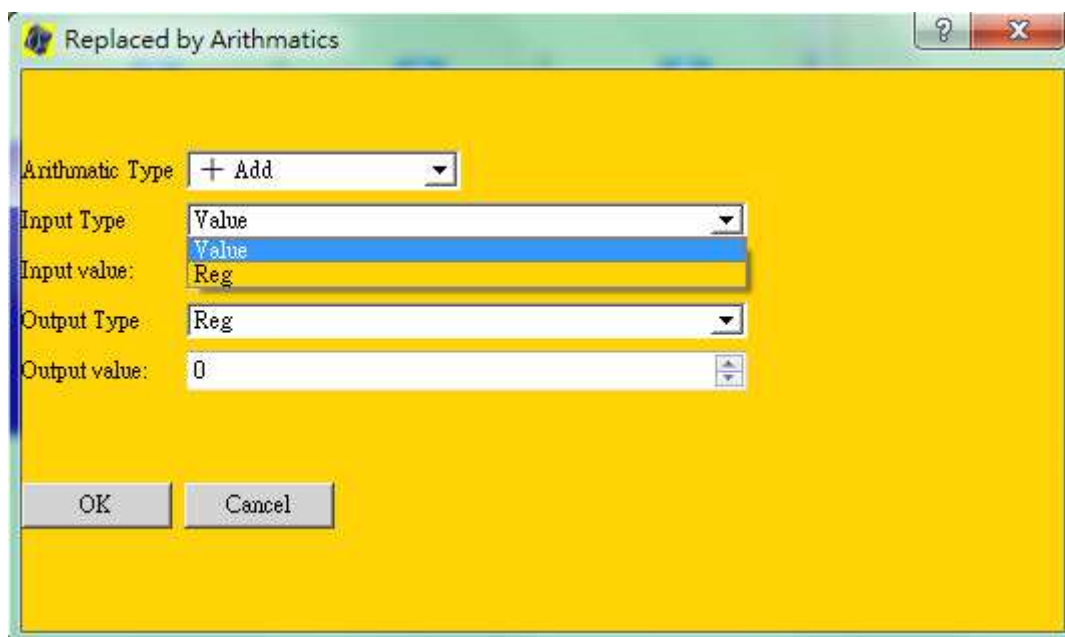 Replaced by Arithmatics
Arithmatic Type + Add
Input Type Value
Value
Input value: Reg
Output Type Reg
Output value: 0
OK Cancel